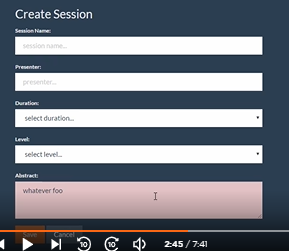 Create Session
Session Name:
session name...
Presenter:
presenter...
Duration:
select duration...
Level:
select level...
Abstract:
whatever foo
Save Cancel
10 10 2:45 / 7:41